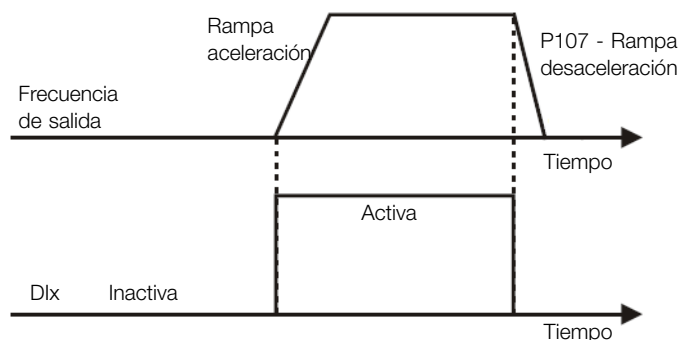 Rampa
aceleración
P107 - Rampa
desaceleración
Frecuencia
de salida
Tiempo
Activa
DIx
Inactiva
Tiempo